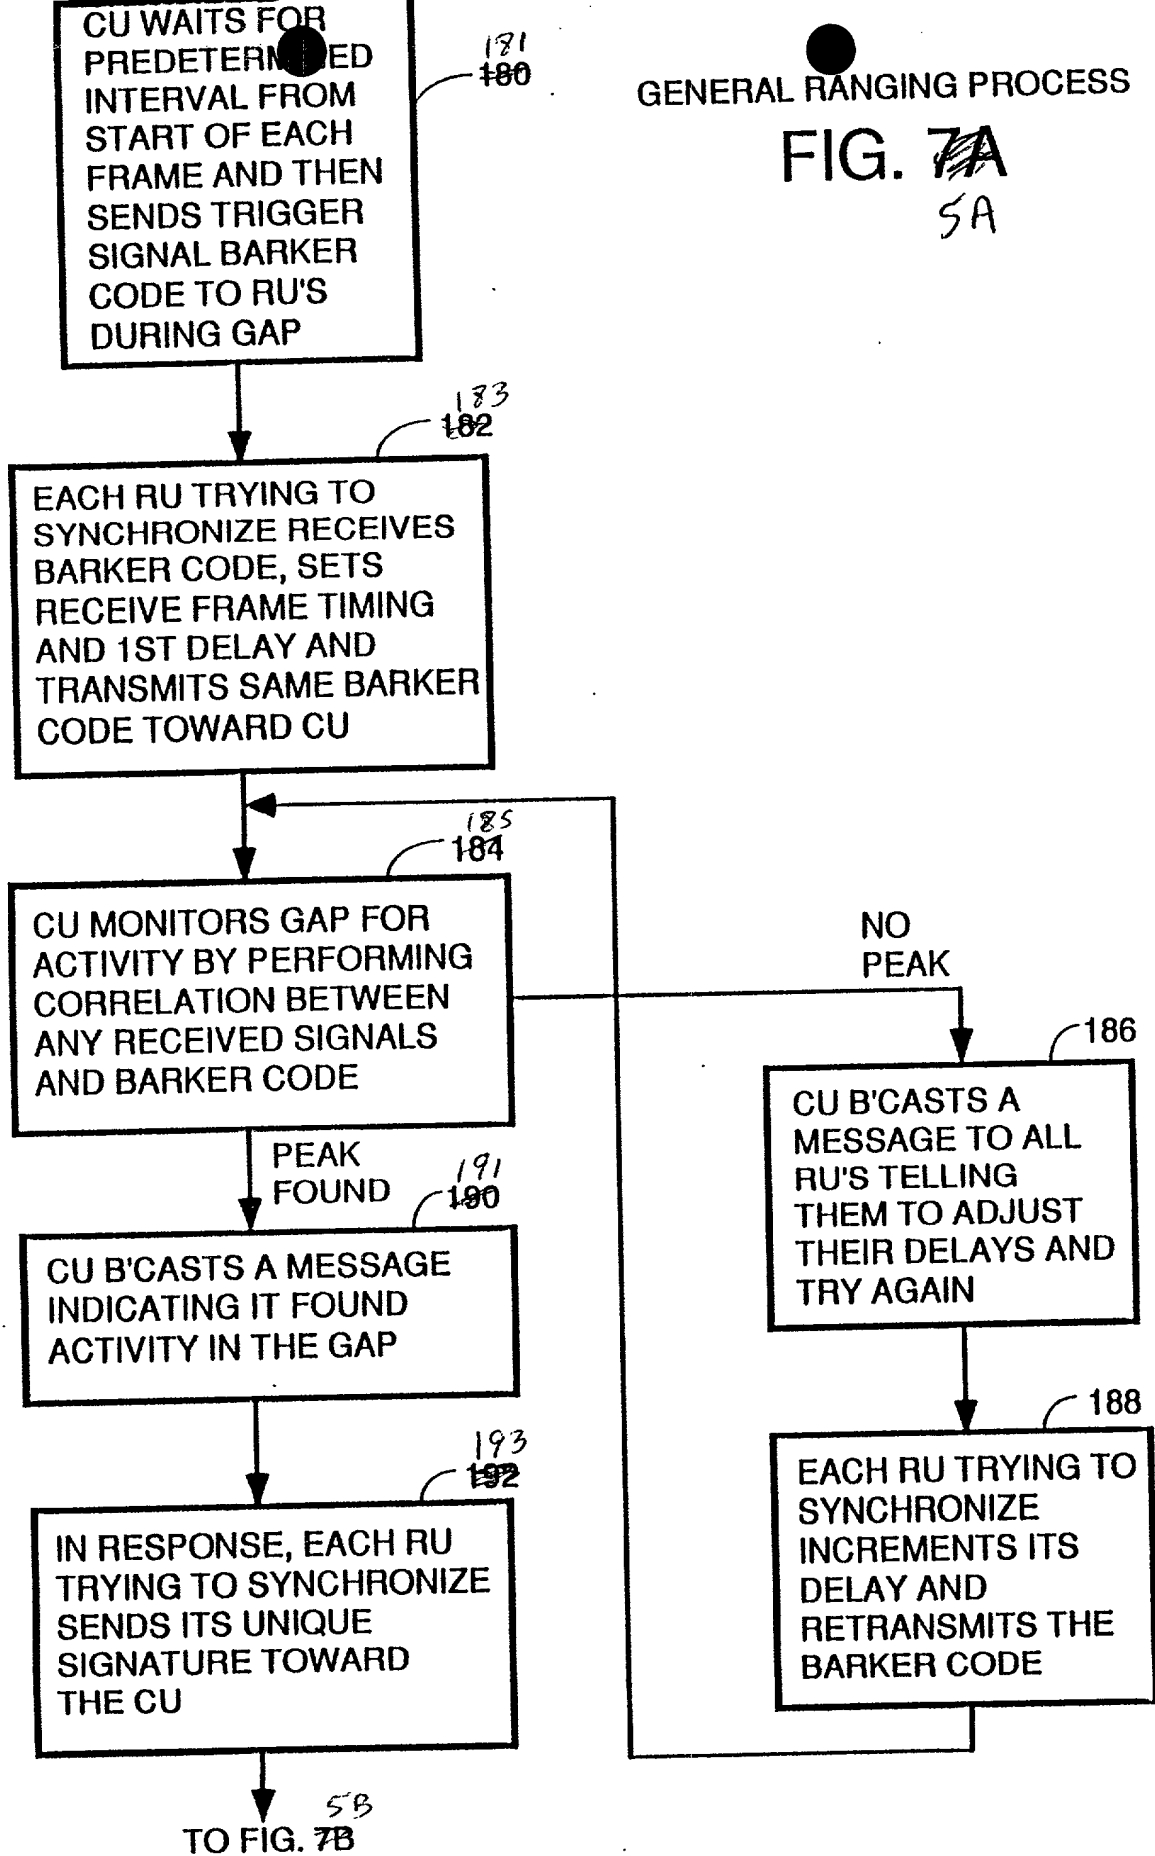 CU WAITS FOR
PREDETERMINED
INTERVAL FROM
START OF EACH
FRAME AND THEN
SENDS TRIGGER
SIGNAL BARKER
CODE TO RU'S
DURING GAP
181
180
GENERAL RANGING PROCESS
FIG. 7A
5A
183
182
EACH RU TRYING TO
SYNCHRONIZE RECEIVES
BARKER CODE, SETS
RECEIVE FRAME TIMING
AND 1ST DELAY AND
TRANSMITS SAME BARKER
CODE TOWARD CU
185
184
CU MONITORS GAP FOR
ACTIVITY BY PERFORMING
CORRELATION BETWEEN
ANY RECEIVED SIGNALS
AND BARKER CODE
NO
PEAK
186
CU B'CASTS A
MESSAGE TO ALL
RU'S TELLING
THEM TO ADJUST
THEIR DELAYS AND
TRY AGAIN
PEAK
FOUND
191
190
CU B'CASTS A MESSAGE
INDICATING IT FOUND
ACTIVITY IN THE GAP
188
EACH RU TRYING TO
SYNCHRONIZE
INCREMENTS ITS
DELAY AND
RETRANSMITS THE
BARKER CODE
193
192
IN RESPONSE, EACH RU
TRYING TO SYNCHRONIZE
SENDS ITS UNIQUE
SIGNATURE TOWARD
THE CU
5B
TO FIG. 7B